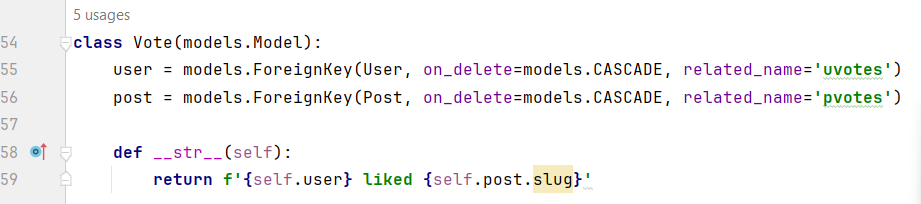 5 usages
54 class Vote(models.Model):
55     user = models.ForeignKey(User, on_delete=models.CASCADE, related_name='uvotes')
56     post = models.ForeignKey(Post, on_delete=models.CASCADE, related_name='pvotes')
57
58     def __str__(self):
59         return f'{self.user} liked {self.post.slug}'